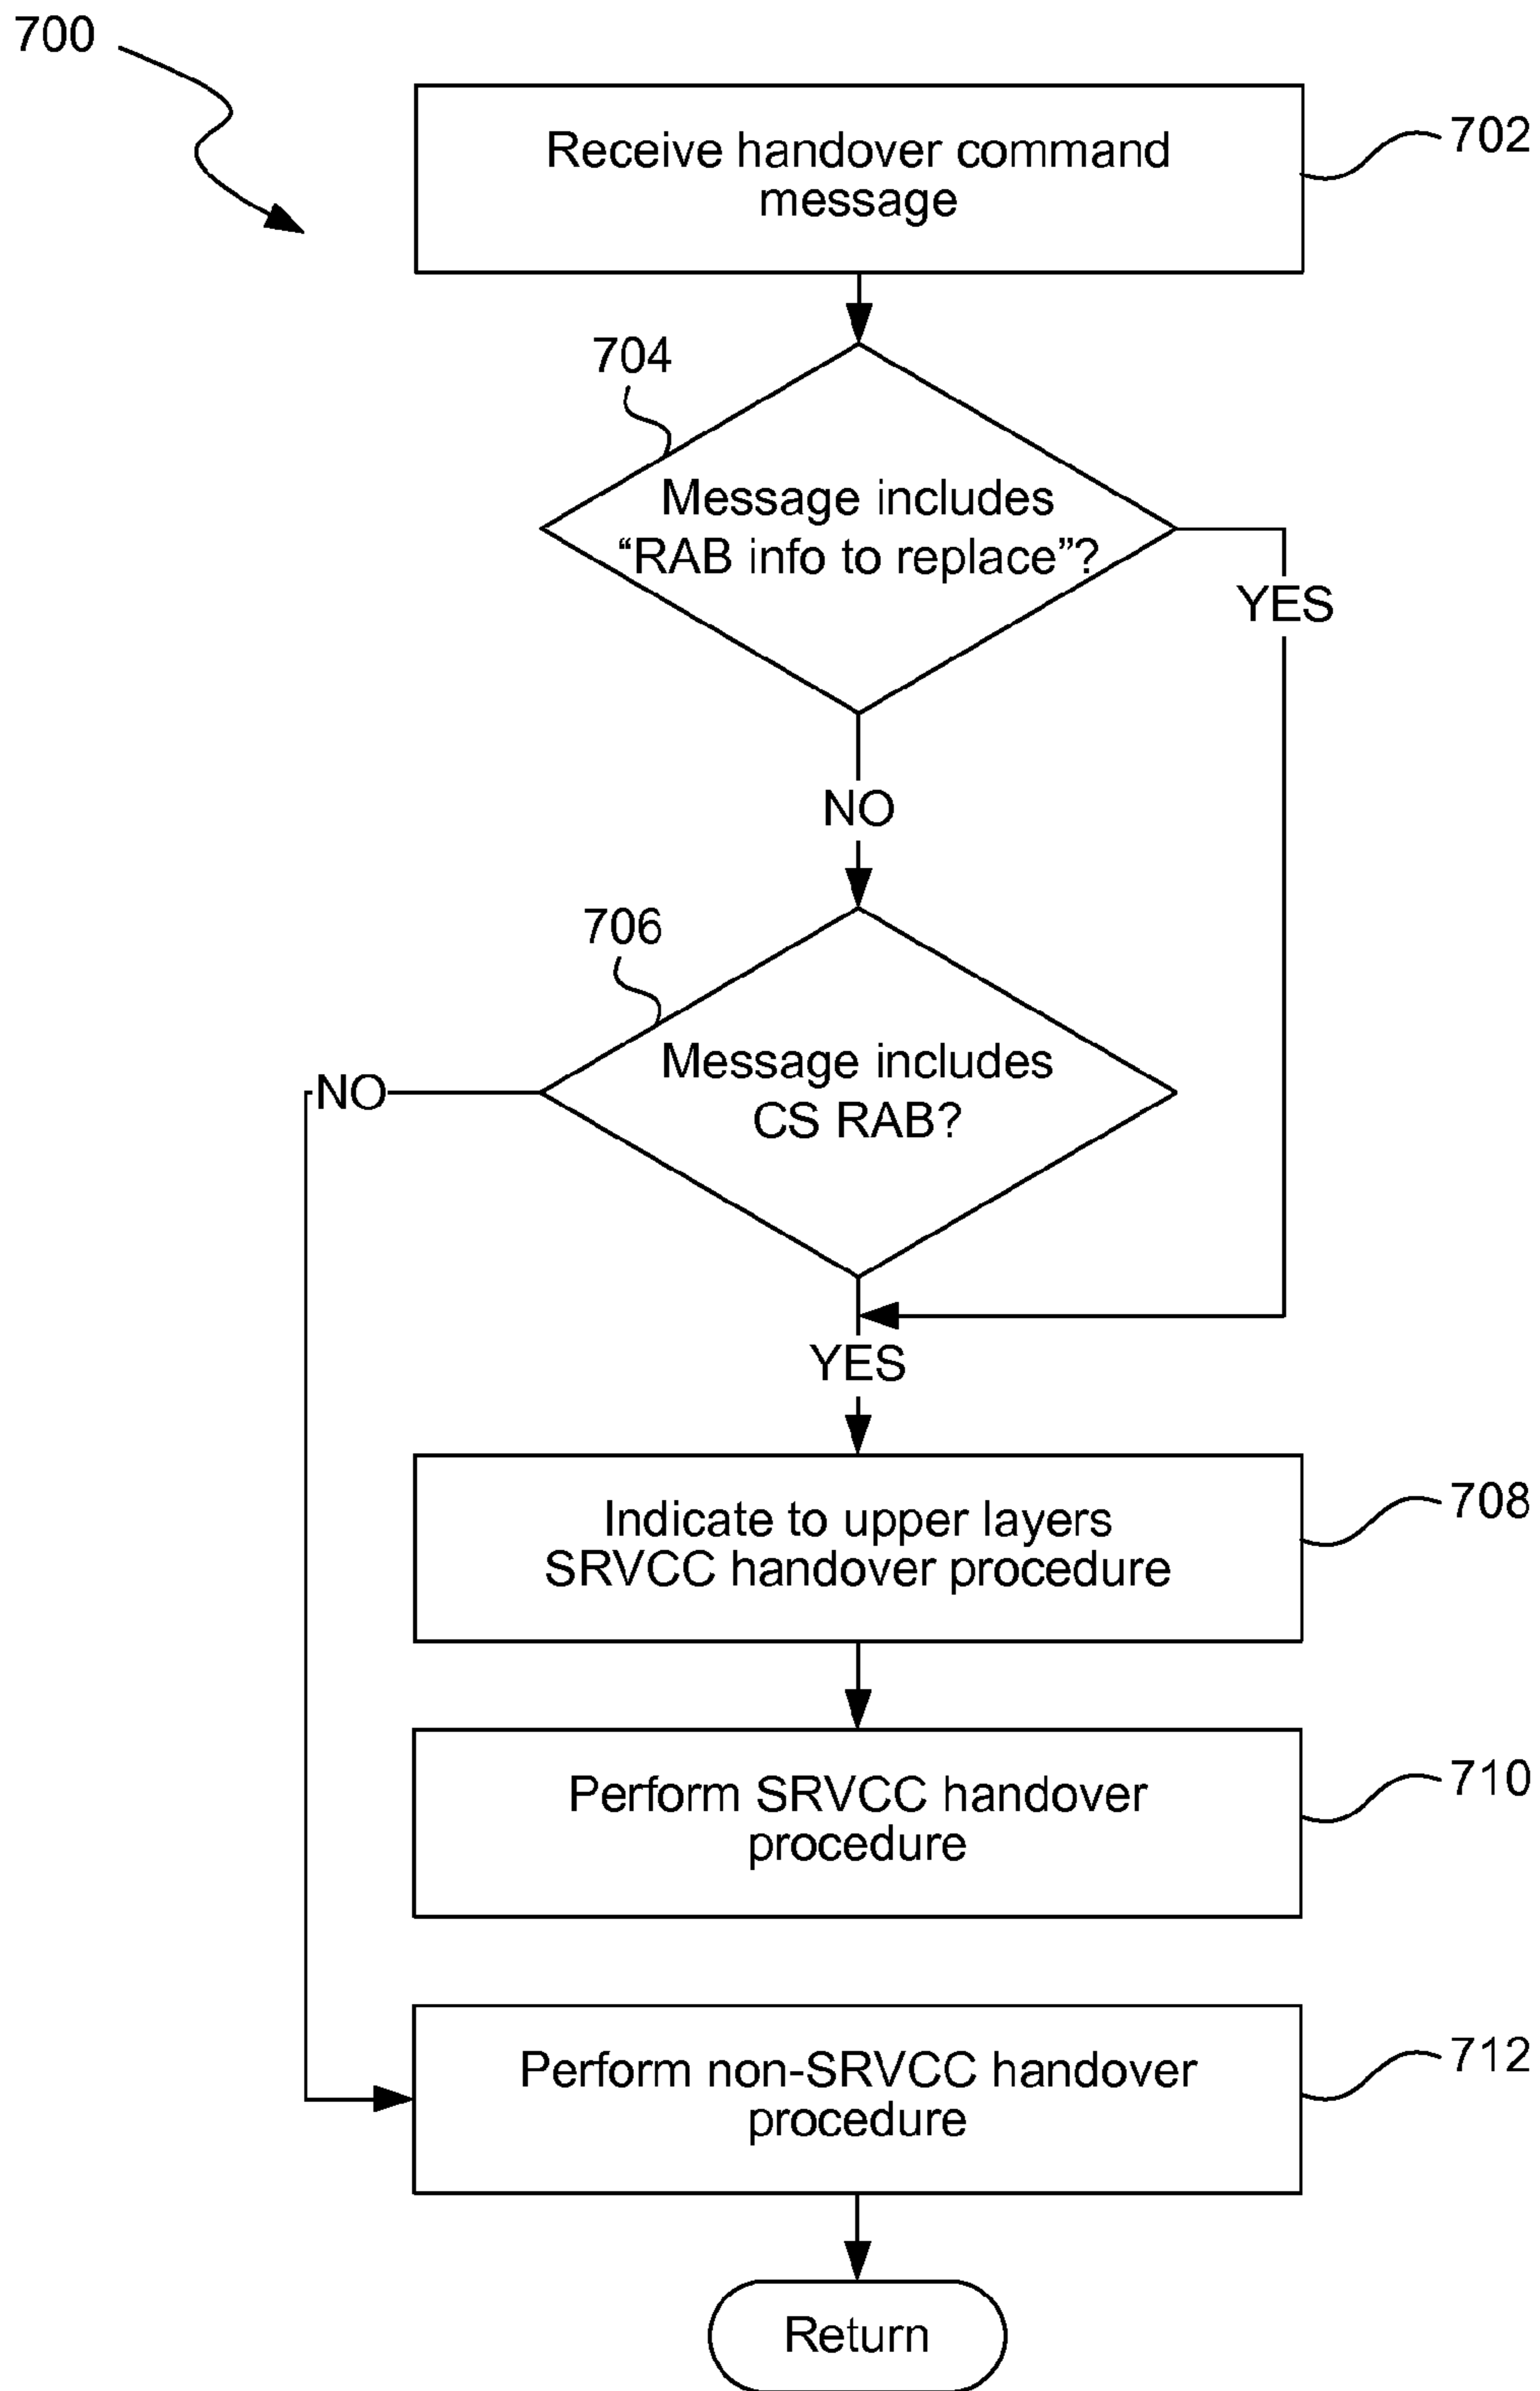 700
Receive handover command
message
702
704
Message includes
“RAB info to replace”?
YES
NO
706
Message includes
CS RAB?
NO
YES
Indicate to upper layers
SRVCC handover procedure
708
Perform SRVCC handover
procedure
710
Perform non-SRVCC handover
procedure
712
Return